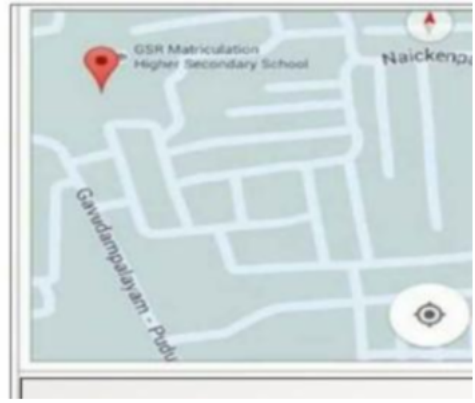 GSR Matriculation
Higher Secondary School
Naickenpa
Gavudampalayam - Pudu